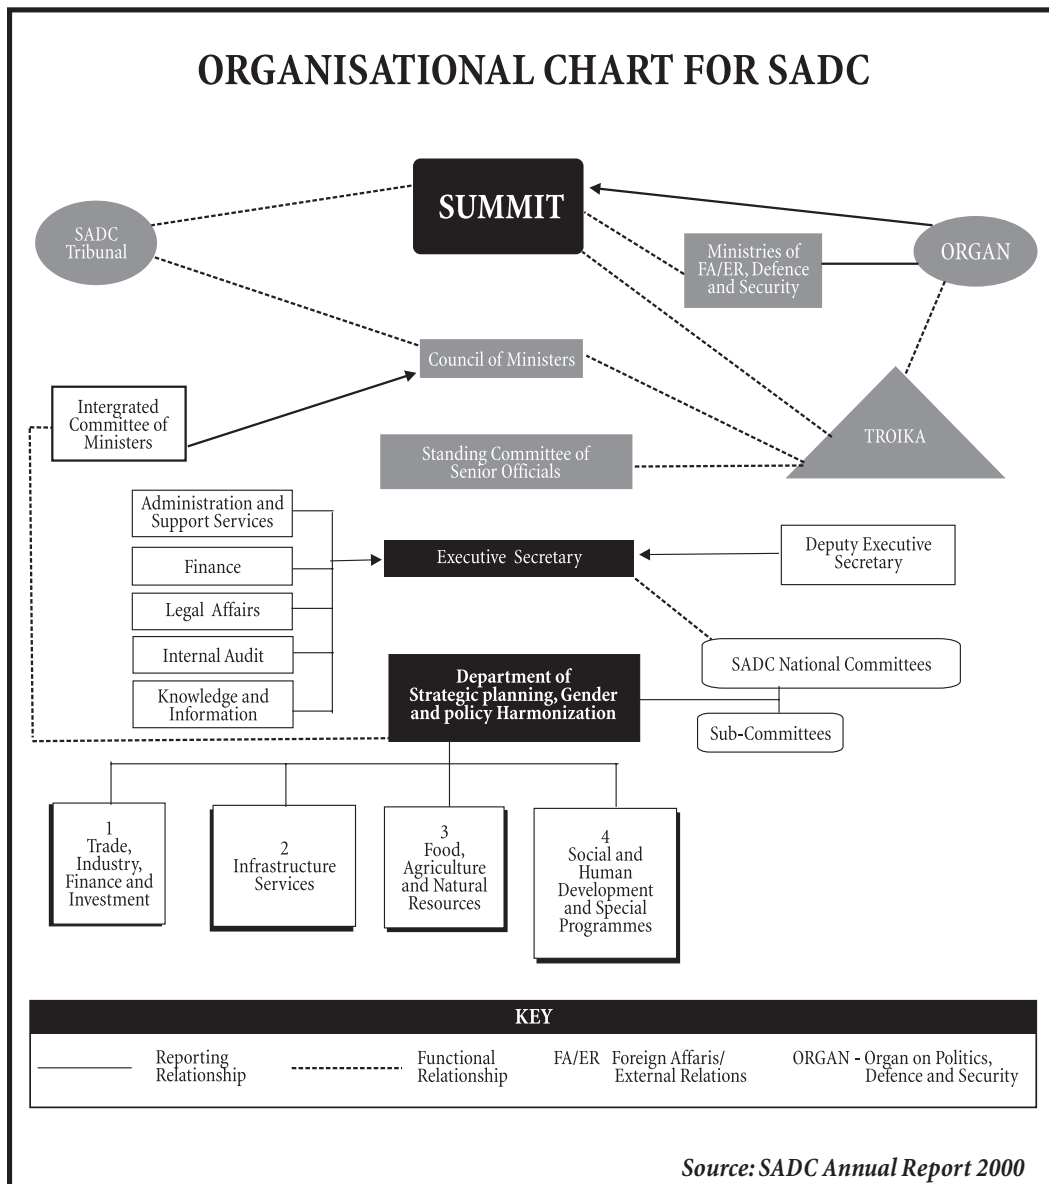 ORGANISATIONAL CHART FOR SADC
SUMMIT
SADC
Tribunal
Ministries of
FA/ER, Defence
and Security
ORGAN
Council of Ministers
Intergrated
Committee of
Ministers
TROIKA
Standing Committee of
Senior Officials
Administration and
Support Services
Finance
Legal Affairs
Internal Audit
Knowledge and
Information
Executive Secretary
Deputy Executive
Secretary
SADC National Committees
Sub-Committees
Department of
Strategic planning, Gender
and policy Harmonization
1
Trade,
Industry,
Finance and
Investment
2
Infrastructure
Services
3
Food,
Agriculture
and Natural
Resources
4
Social and
Human
Development
and Special
Programmes
KEY
Reporting
Relationship
Functional
Relationship
FA/ER Foreign Affaris/
External Relations
ORGAN - Organ on Politics,
Defence and Security
Source: SADC Annual Report 2000